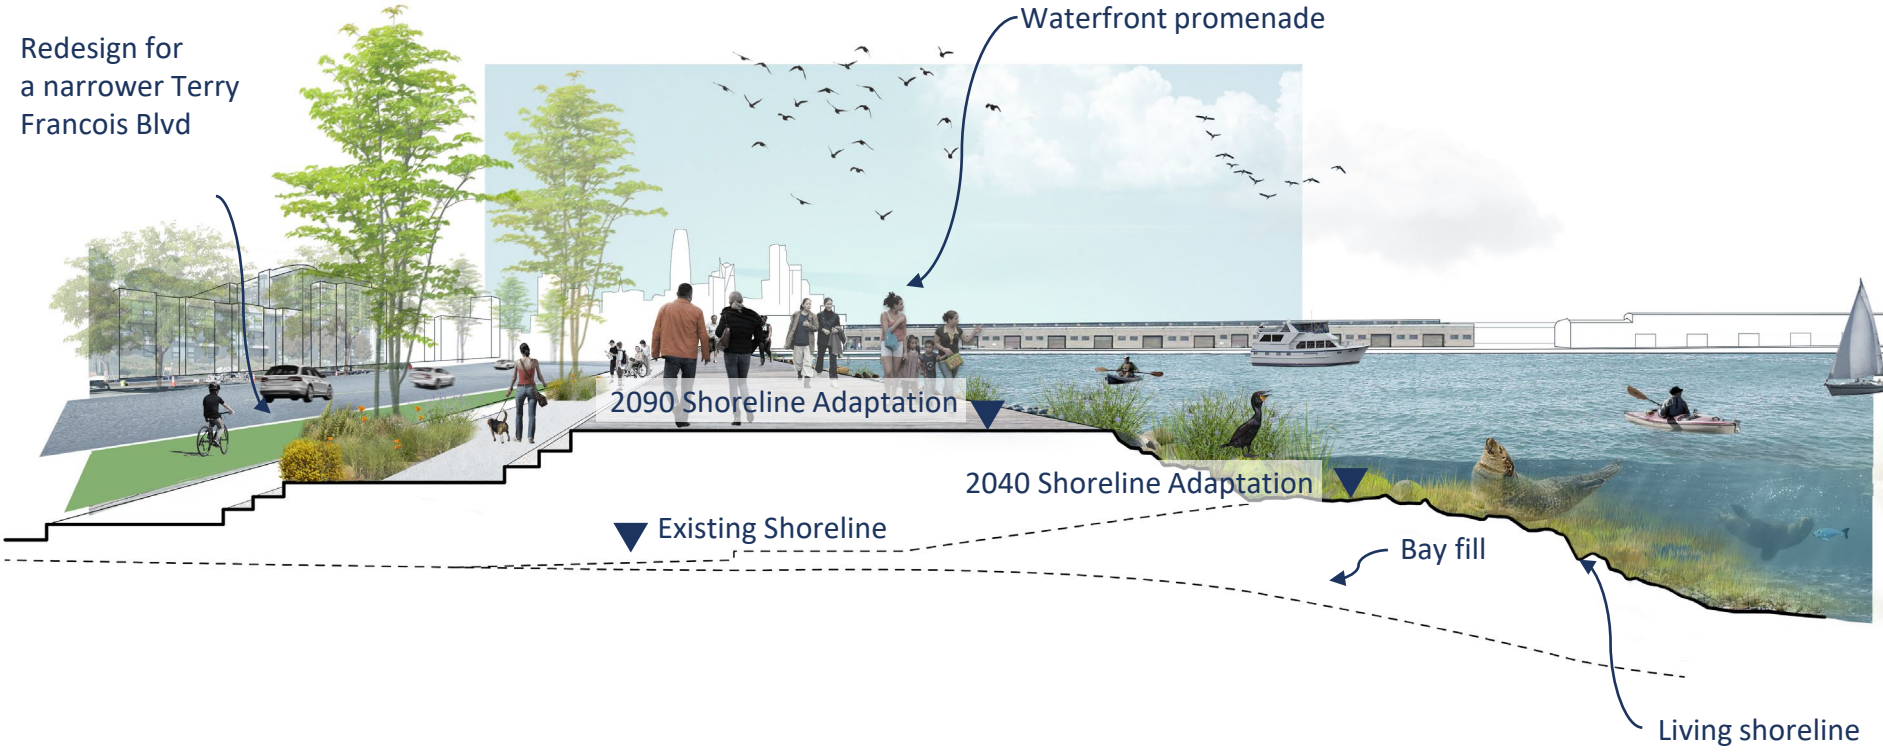 Waterfront promenade
Redesign for
a narrower Terry
Francois Blvd
2090 Shoreline Adaptation
2040 Shoreline Adaptation
Existing Shoreline
Bay fill
Living shoreline